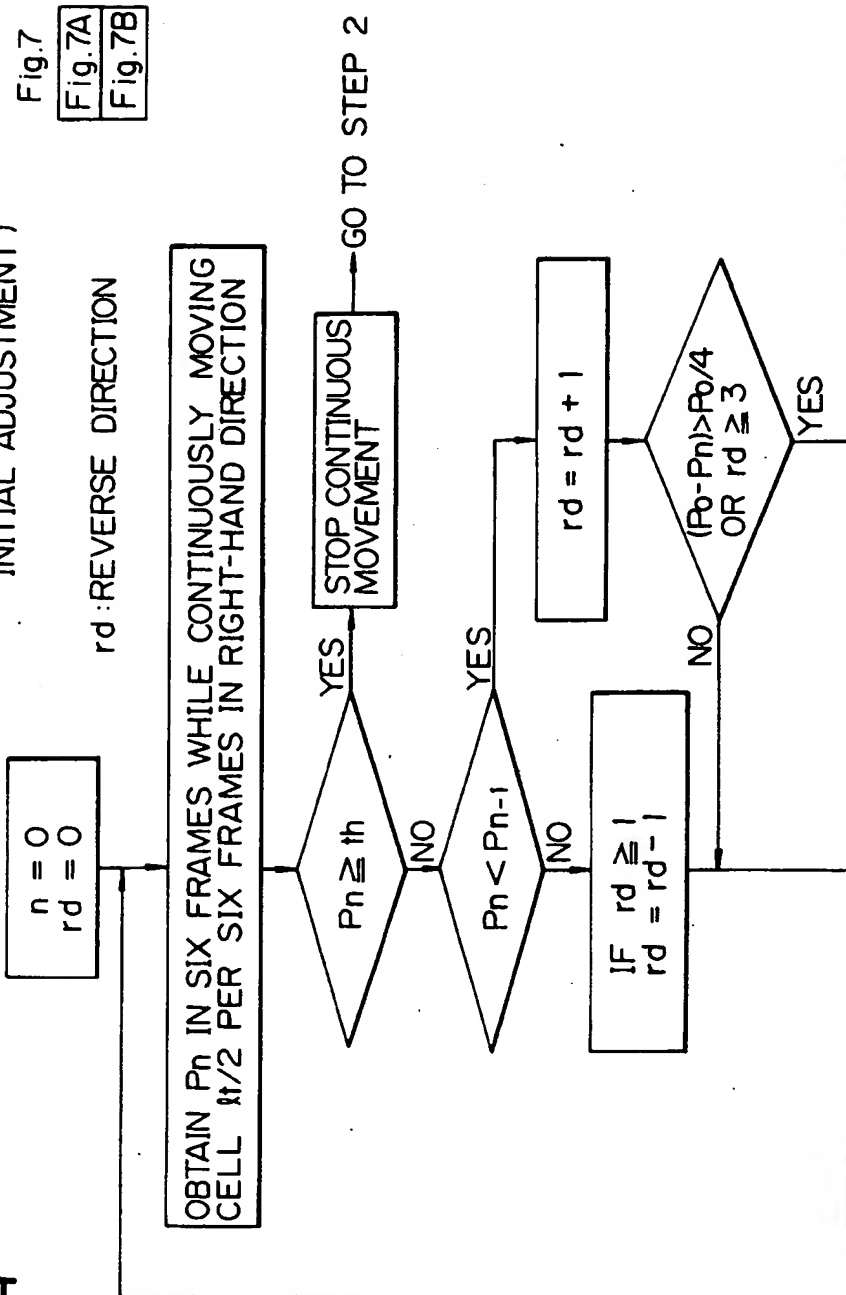 INITIAL ADJUSTMENT)
Fig.7
Fig.7A
Fig.7B
rd : REVERSE DIRECTION
n = 0
rd = 0
OBTAIN Pn IN SIX FRAMES WHILE CONTINUOUSLY MOVING
CELL ℓt/2 PER SIX FRAMES IN RIGHT-HAND DIRECTION
Pn ≧ th
YES
STOP CONTINUOUS
MOVEMENT
GO TO STEP 2
NO
Pn < Pn-1
YES
rd = rd + 1
NO
IF rd ≧ 1
rd = rd - 1
(Po-Pn)>Po/4
OR rd ≧ 3
NO
YES